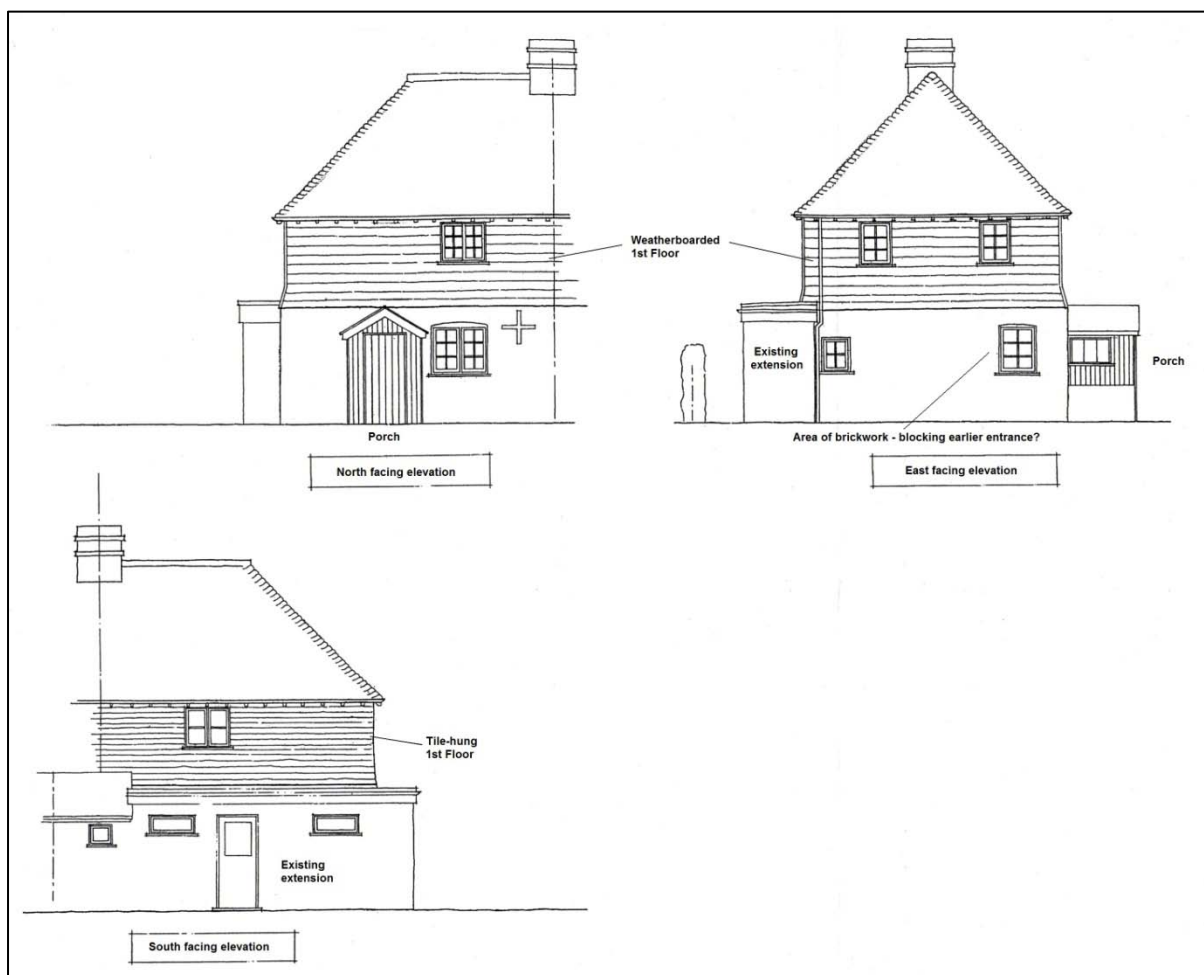 Weatherboarded
1st Floor
Existing
extension
Porch
Porch
Area of brickwork - blocking earlier entrance?
North facing elevation
East facing elevation
Tile-hung
1st Floor
Existing
extension
South facing elevation